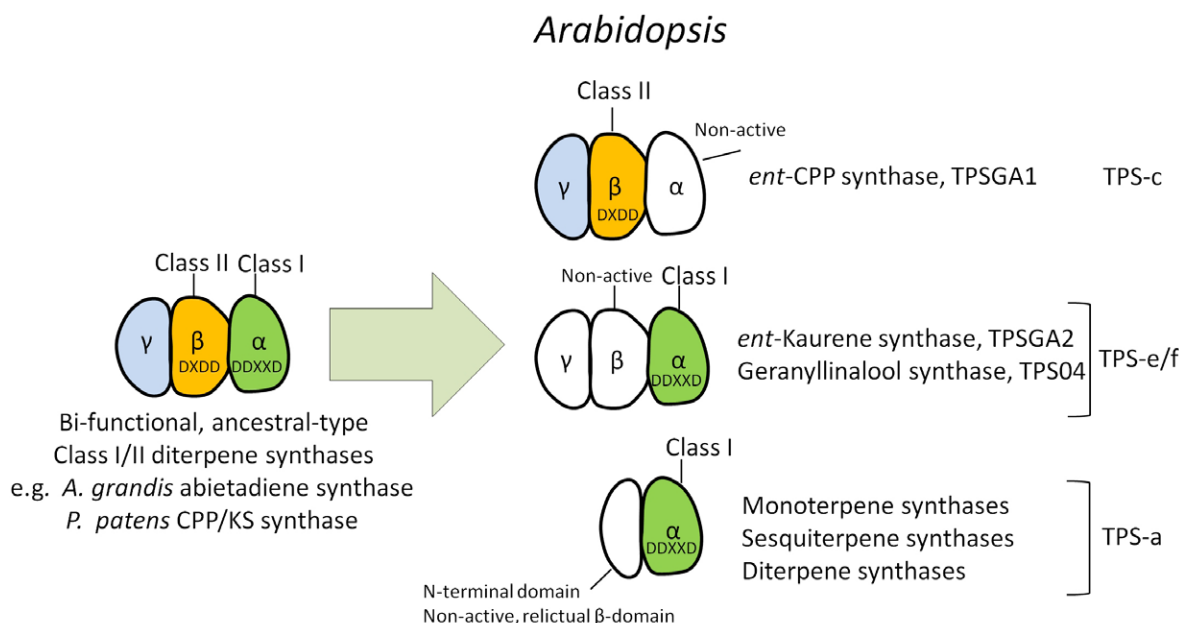 Arabidopsis
Class II
Non-active
γ
β
α
DXDD
ent-CPP synthase, TPSGA1
TPS-c
Class II Class I
γ
β
α
DXDD
DDXXD
Bi-functional, ancestral-type
Class I/II diterpene synthases
e.g. A. grandis abietadiene synthase
P. patens CPP/KS synthase
Non-active Class I
γ
β
α
DDXXD
ent-Kaurene synthase, TPSGA2
Geranyllinalool synthase, TPS04
TPS-e/f
Class I
α
DDXXD
N-terminal domain
Non-active, relictual β-domain
Monoterpene synthases
Sesquiterpene synthases
Diterpene synthases
TPS-a